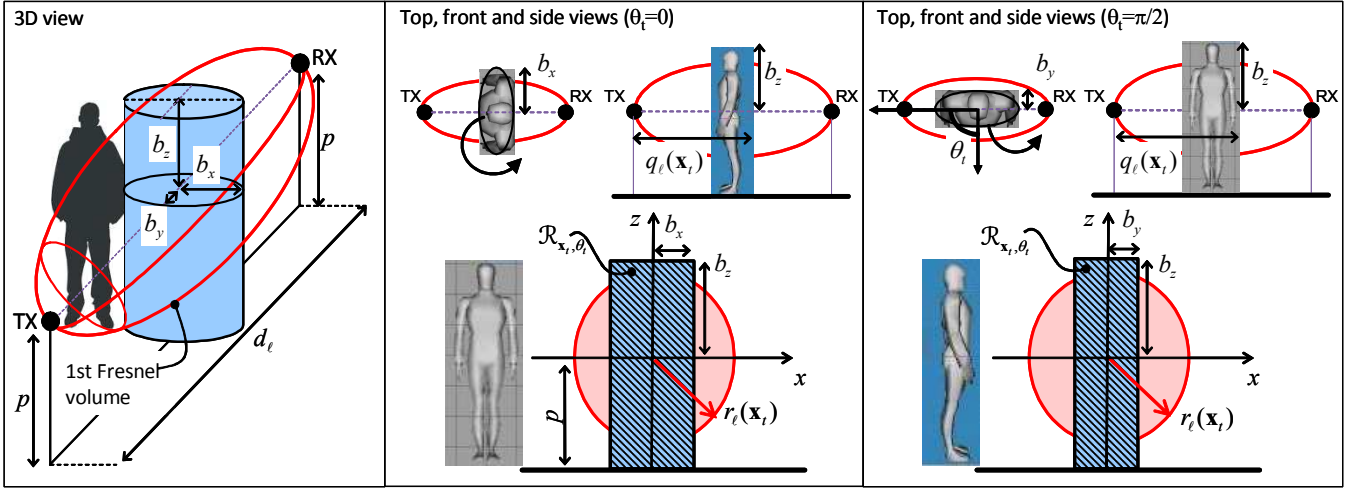 3D view
RX
p
b_z
b_x
b_y
TX
d_ℓ
1st Fresnel
volume
p
Top, front and side views (θ_t=0)
b_x
TX
RX
b_z
TX
RX
q_ℓ(x_t)
z
b_x
ℛ_{x_t,θ_t}
b_z
x
p
r_ℓ(x_t)
Top, front and side views (θ_t=π/2)
b_y
TX
RX
θ_t
b_z
TX
RX
q_ℓ(x_t)
z
b_y
ℛ_{x_t,θ_t}
b_z
x
r_ℓ(x_t)